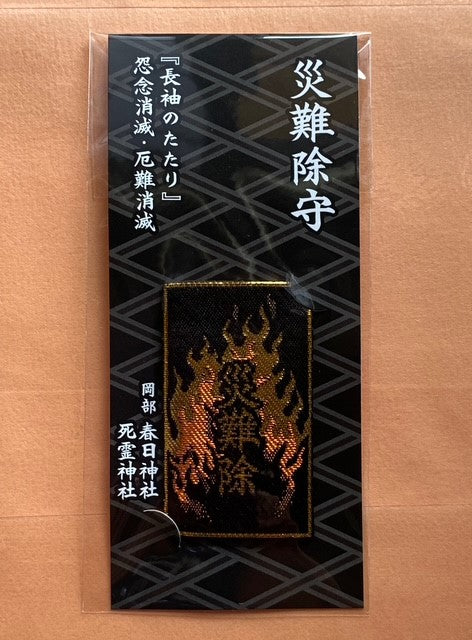 災難除守
『長袖のたたり』
怨念消滅・厄難消滅
災難除
岡部 春日神社
死霊神社